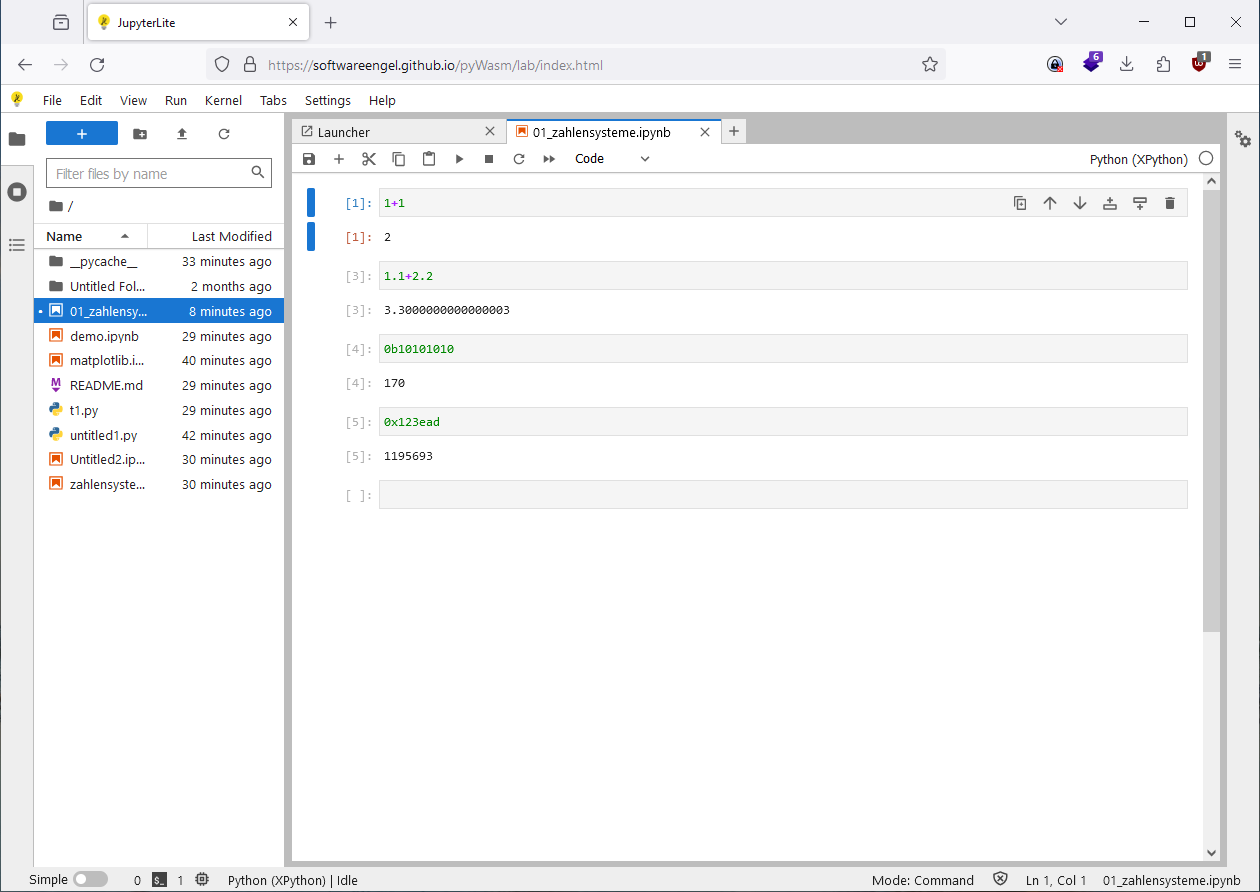 JupyterLite
https://softwareengel.github.io/pyWasm/lab/index.html
6
1
File Edit View Run Kernel Tabs Settings Help
+
Filter files by name
/
Name Last Modified
__pycache__ 33 minutes ago
Untitled Fol... 2 months ago
01_zahlensy... 8 minutes ago
demo.ipynb 29 minutes ago
matplotlib.i... 40 minutes ago
README.md 29 minutes ago
t1.py 29 minutes ago
untitled1.py 42 minutes ago
Untitled2.ip... 30 minutes ago
zahlensyste... 30 minutes ago
Launcher 01_zahlensysteme.ipynb
Code Python (XPython)
[1]: 1+1
[1]: 2
[3]: 1.1+2.2
[3]: 3.3000000000000003
[4]: 0b10101010
[4]: 170
[5]: 0x123ead
[5]: 1195693
[ ]:
Simple 0 $_ 1 Python (XPython) | Idle Mode: Command Ln 1, Col 1 01_zahlensysteme.ipynb